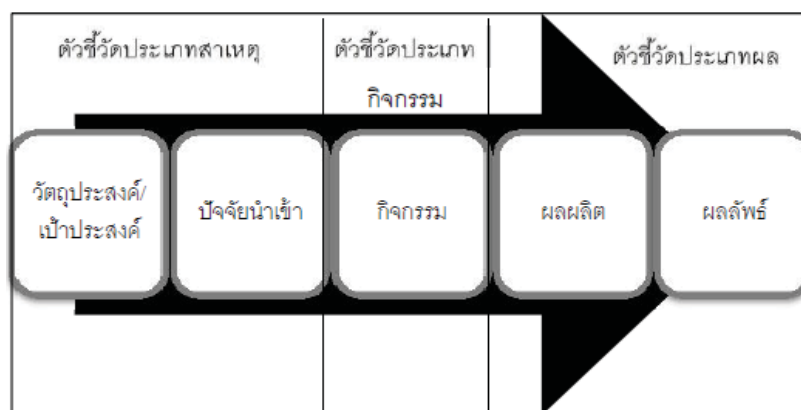 ตัวชี้วัดประเภทสาเหตุ
ตัวชี้วัดประเภท
กิจกรรม
ตัวชี้วัดประเภทผล
วัตถุประสงค์/
เป้าประสงค์
ปัจจัยนำเข้า
กิจกรรม
ผลผลิต
ผลลัพธ์